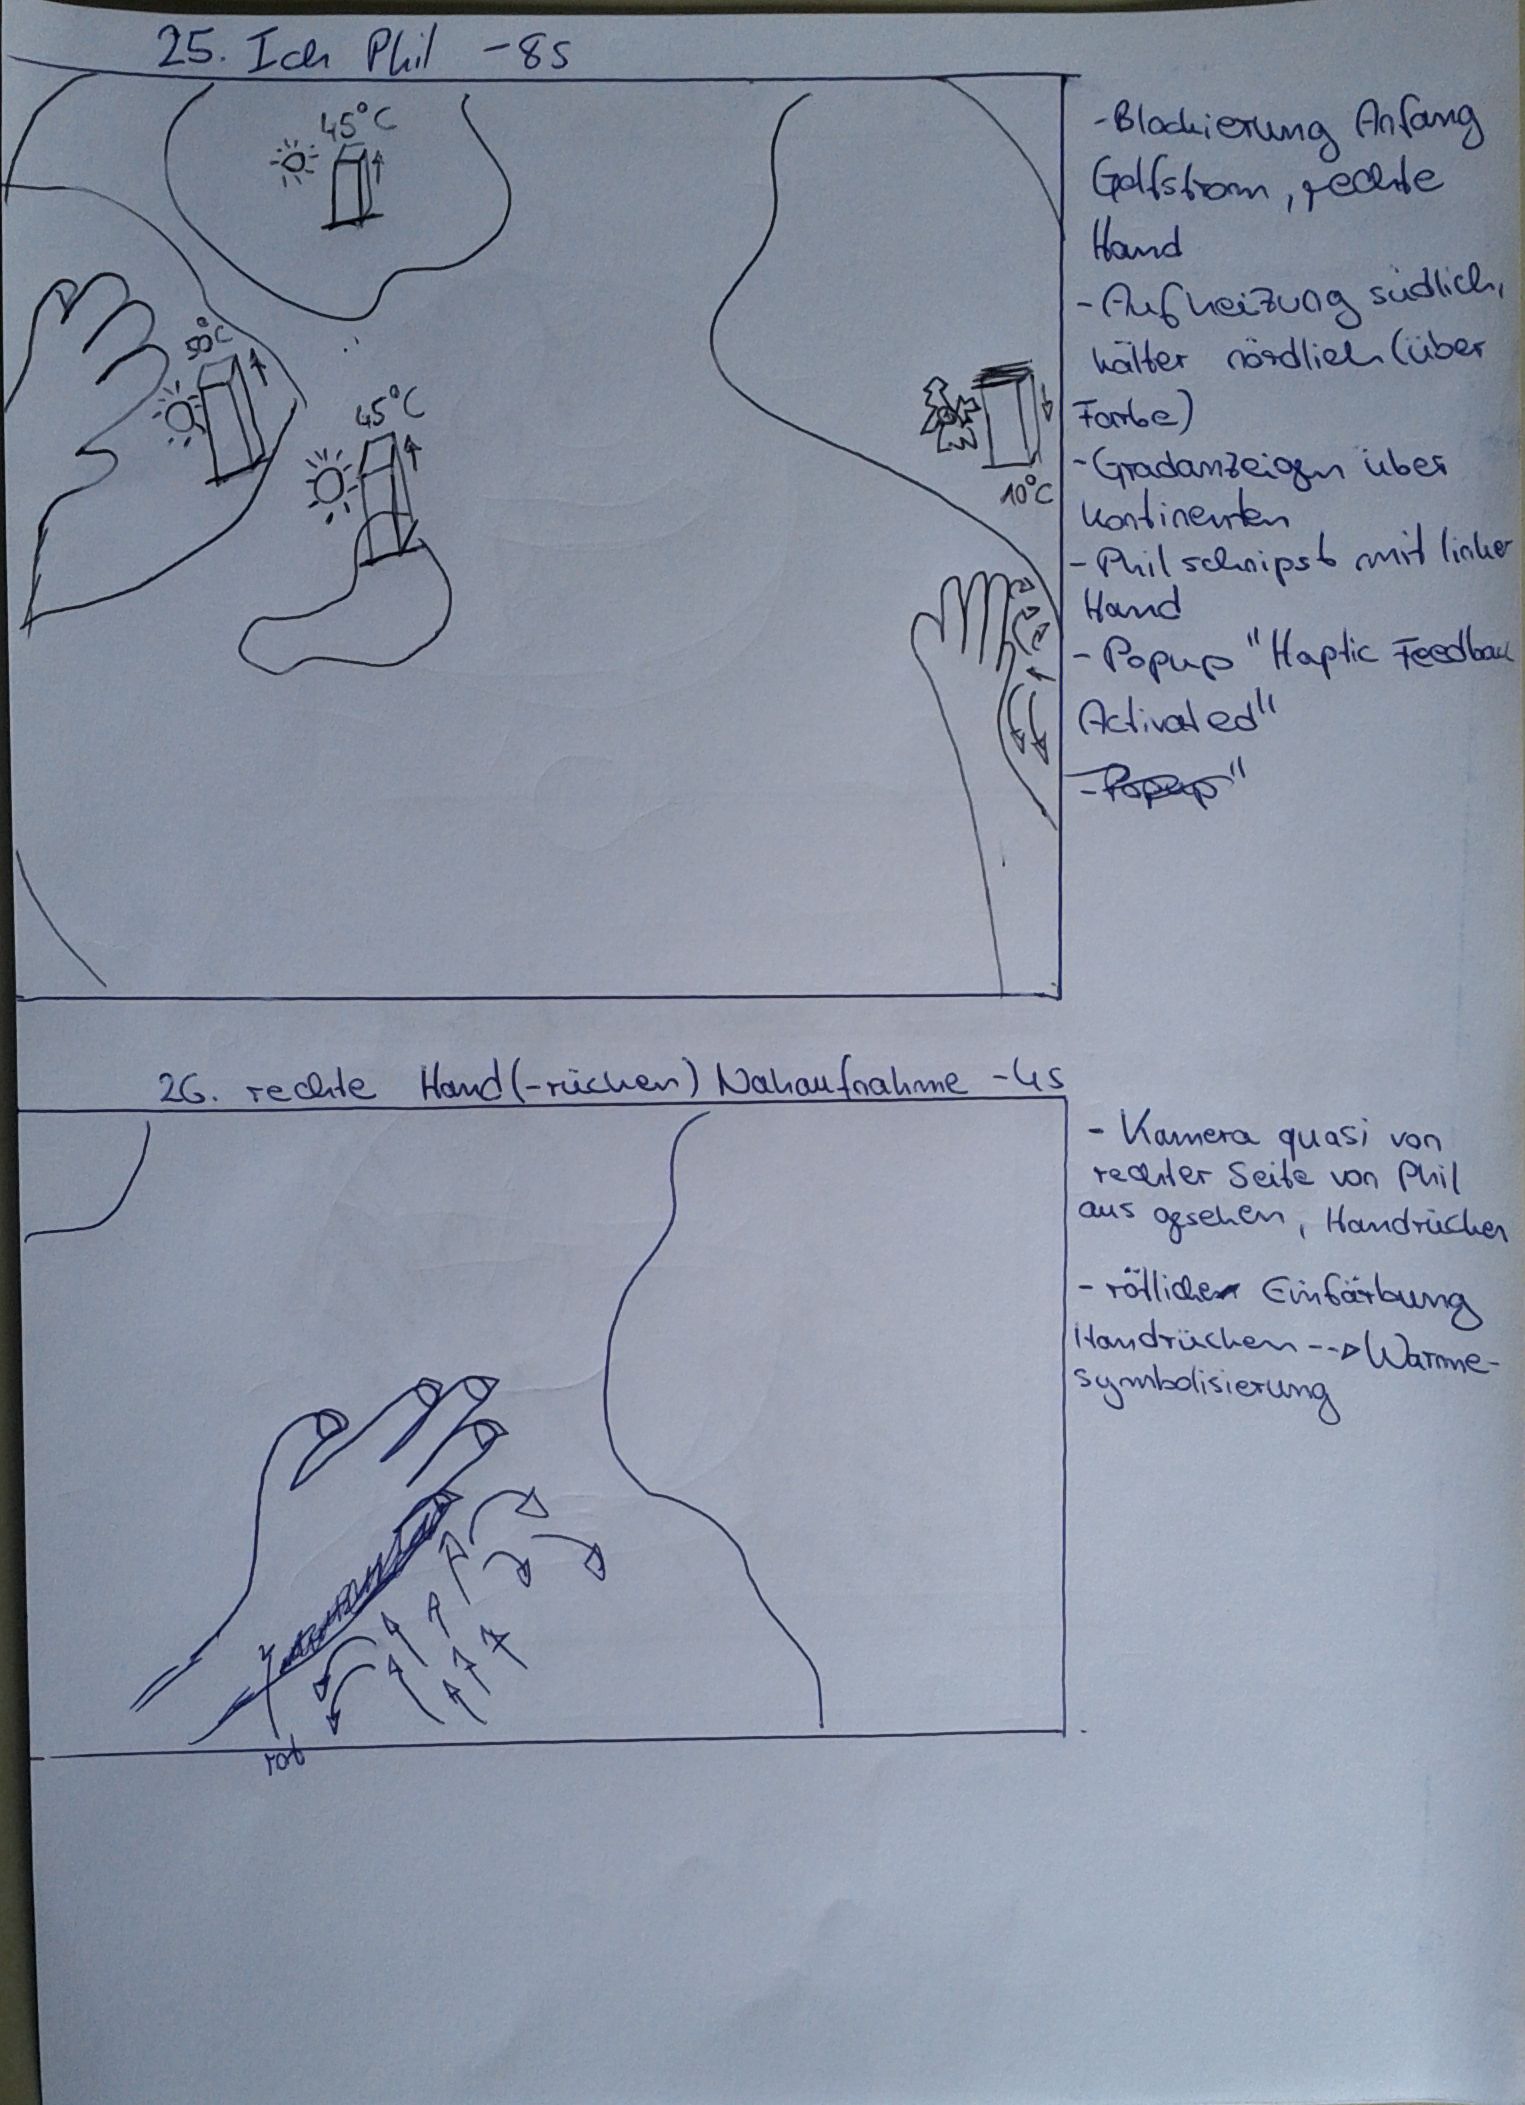 25. Ich Phil -8s
45°C
50°C
45°C
10°C
-Blockierung Anfang
Golfstrom, rechte
Hand
-Aufheizung südlich,
kälter nördlich (über
Farbe)
-Gradanzeigen über
Kontinenten
-Phil schnipst mit linker
Hand
-Popup "Haptic Feedback
Activated"
-Popup"
26. rechte Hand(-rücken) Nahaufnahme -4s
- Kamera quasi von
rechter Seite von Phil
aus gesehen, Handrücken
- rötliche Einfärbung
Handrücken --> Wärme-
symbolisierung
rot